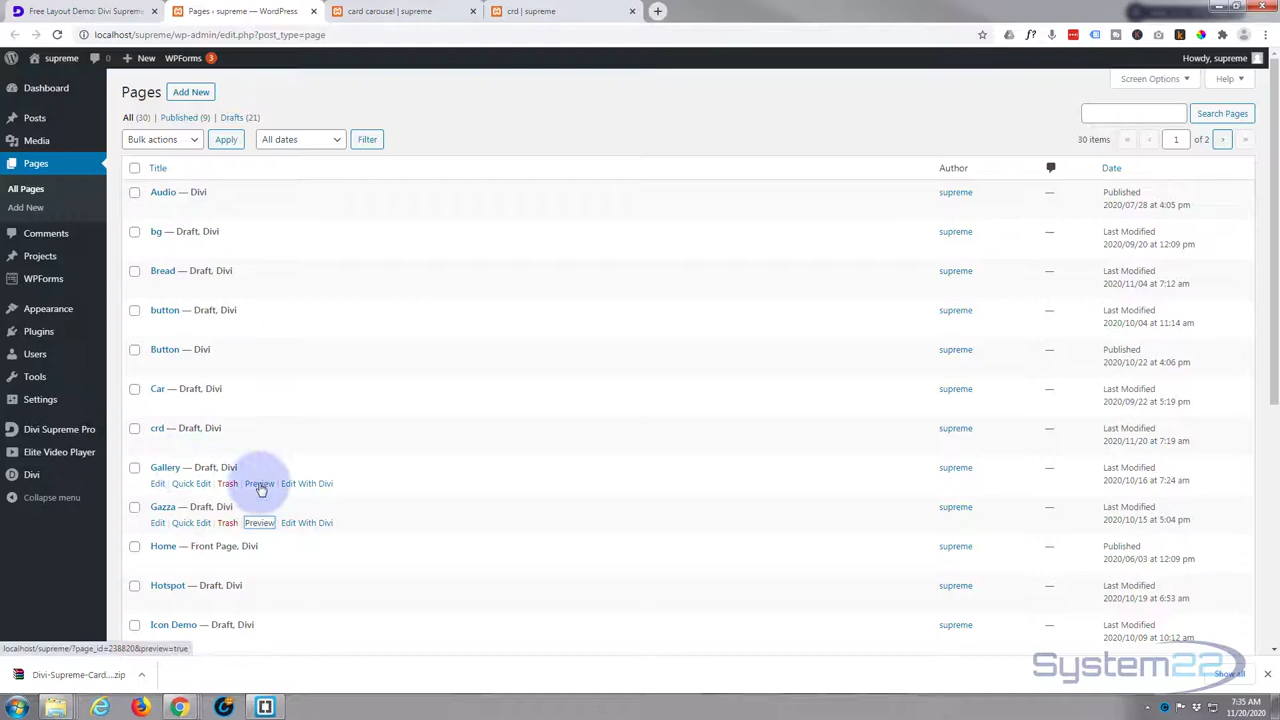 Free Layout Demo: Divi Suprem
Pages ‹ supreme — WordPress
card carousel | supreme
crd | supreme
localhost/supreme/wp-admin/edit.php?post_type=page
supreme
0
New
WPForms 3
Howdy, supreme
Dashboard
Posts
Media
Pages
All Pages
Add New
Comments
Projects
WPForms
Appearance
Plugins
Users
Tools
Settings
Divi Supreme Pro
Elite Video Player
Divi
Collapse menu
Pages Add New
Screen Options
Help
All (30) | Published (9) | Drafts (21)
Search Pages
Bulk actions Apply All dates Filter
30 items « ‹ 1 of 2 › »
Title Author Date
Audio — Divi supreme — Published
2020/07/28 at 4:05 pm
bg — Draft, Divi supreme — Last Modified
2020/09/20 at 12:09 pm
Bread — Draft, Divi supreme — Last Modified
2020/11/04 at 7:12 am
button — Draft, Divi supreme — Last Modified
2020/10/04 at 11:14 am
Button — Divi supreme — Published
2020/10/22 at 4:06 pm
Car — Draft, Divi supreme — Last Modified
2020/09/22 at 5:19 pm
crd — Draft, Divi supreme — Last Modified
2020/11/20 at 7:19 am
Gallery — Draft, Divi supreme — Last Modified
Edit | Quick Edit | Trash | Preview | Edit With Divi 2020/10/16 at 7:24 am
Gazza — Draft, Divi supreme — Last Modified
Edit | Quick Edit | Trash | Preview | Edit With Divi 2020/10/15 at 5:04 pm
Home — Front Page, Divi supreme — Published
2020/06/03 at 12:09 pm
Hotspot — Draft, Divi supreme — Last Modified
2020/10/19 at 6:53 am
Icon Demo — Draft, Divi supreme — Last Modified
2020/10/09 at 10:12 am
localhost/supreme/?page_id=238820&preview=true
Divi-Supreme-Card....zip
Show all
System22
7:35 AM
11/20/2020